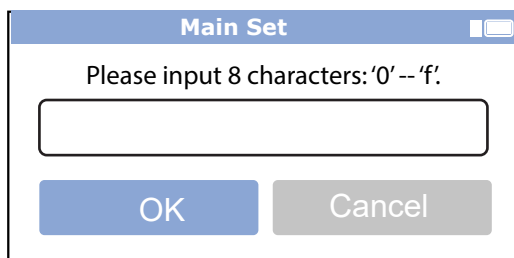 Main Set
Please input 8 characters: ‘0’ -- ‘f’.
OK
Cancel